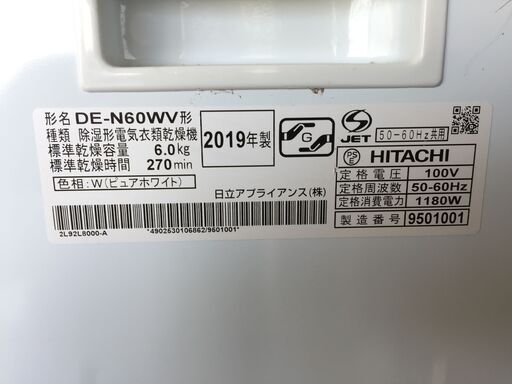 形名 DE-N60WV形
種類 除湿形電気衣類乾燥機
標準乾燥容量 6.0kg
標準乾燥時間 270min
色相:W(ピュアホワイト)
2019年製
G
S
JET
50-60Hz共用
PS
E
HITACHI
定格電圧 100V
定格周波数 50-60Hz
定格消費電力 1180W
製造番号 9501001
日立アプライアンス(株)
2L92L8000-A
*4902530106862/9501001*